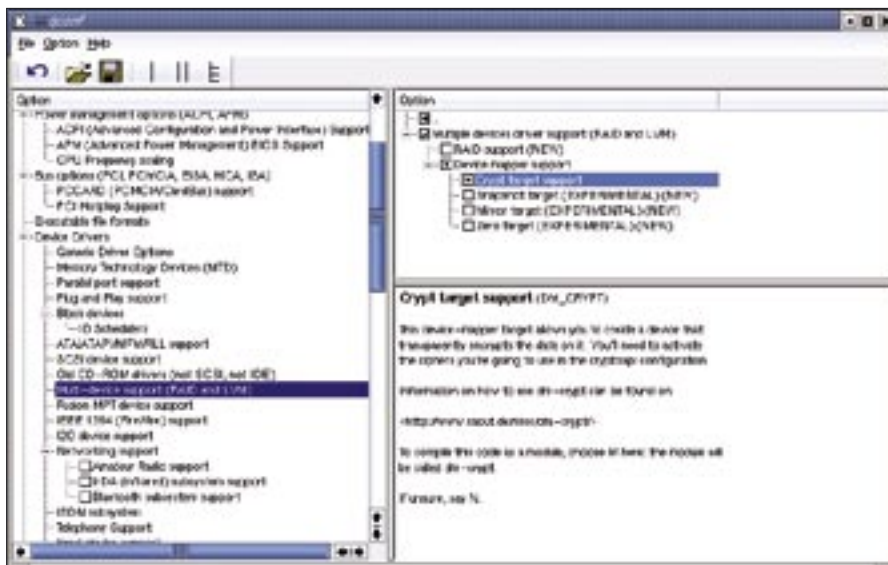 qconf
File Option Help
Option
Power management options (ACPI, APM)
ACPI (Advanced Configuration and Power Interface) Support
APM (Advanced Power Management) BIOS Support
CPU Frequency scaling
Bus options (PCI, PCMCIA, EISA, MCA, ISA)
PCCARD (PCMCIA/CardBus) support
PCI Hotplug Support
Executable file formats
Device Drivers
Generic Driver Options
Memory Technology Devices (MTD)
Parallel port support
Plug and Play support
Block devices
IO Schedulers
ATA/ATAPI/MFM/RLL support
SCSI device support
Old CD-ROM drivers (not SCSI, not IDE)
Multi-device support (RAID and LVM)
Fusion MPT device support
IEEE 1394 (FireWire) support
I2O device support
Networking support
Amateur Radio support
IrDA (infrared) subsystem support
Bluetooth subsystem support
ISDN subsystem
Telephone Support
Option
Multiple devices driver support (RAID and LVM)
RAID support (NEW)
Device mapper support
Crypt target support
Snapshot target (EXPERIMENTAL) (NEW)
Mirror target (EXPERIMENTAL) (NEW)
Zero target (EXPERIMENTAL) (NEW)
Crypt target support (DM_CRYPT)
This device-mapper target allows you to create a device that
transparently encrypts the data on it. You'll need to activate
the ciphers you're going to use in the cryptoapi configuration
Information on how to use dm-crypt can be found on
<http://www.saout.de/misc/dm-crypt/>
To compile this code as a module, choose M here: the module will
be called dm-crypt.
If unsure, say N.